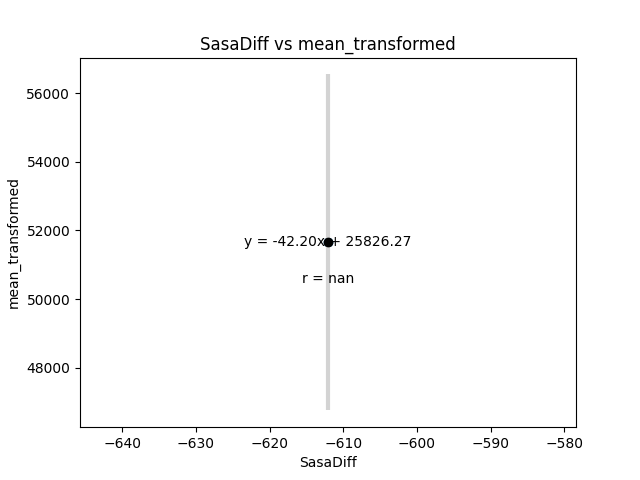 SasaDiff vs mean_transformed
56000
54000
52000
50000
48000
mean_transformed
y = -42.20x + 25826.27
r = nan
−640
−630
−620
−610
−600
−590
−580
SasaDiff